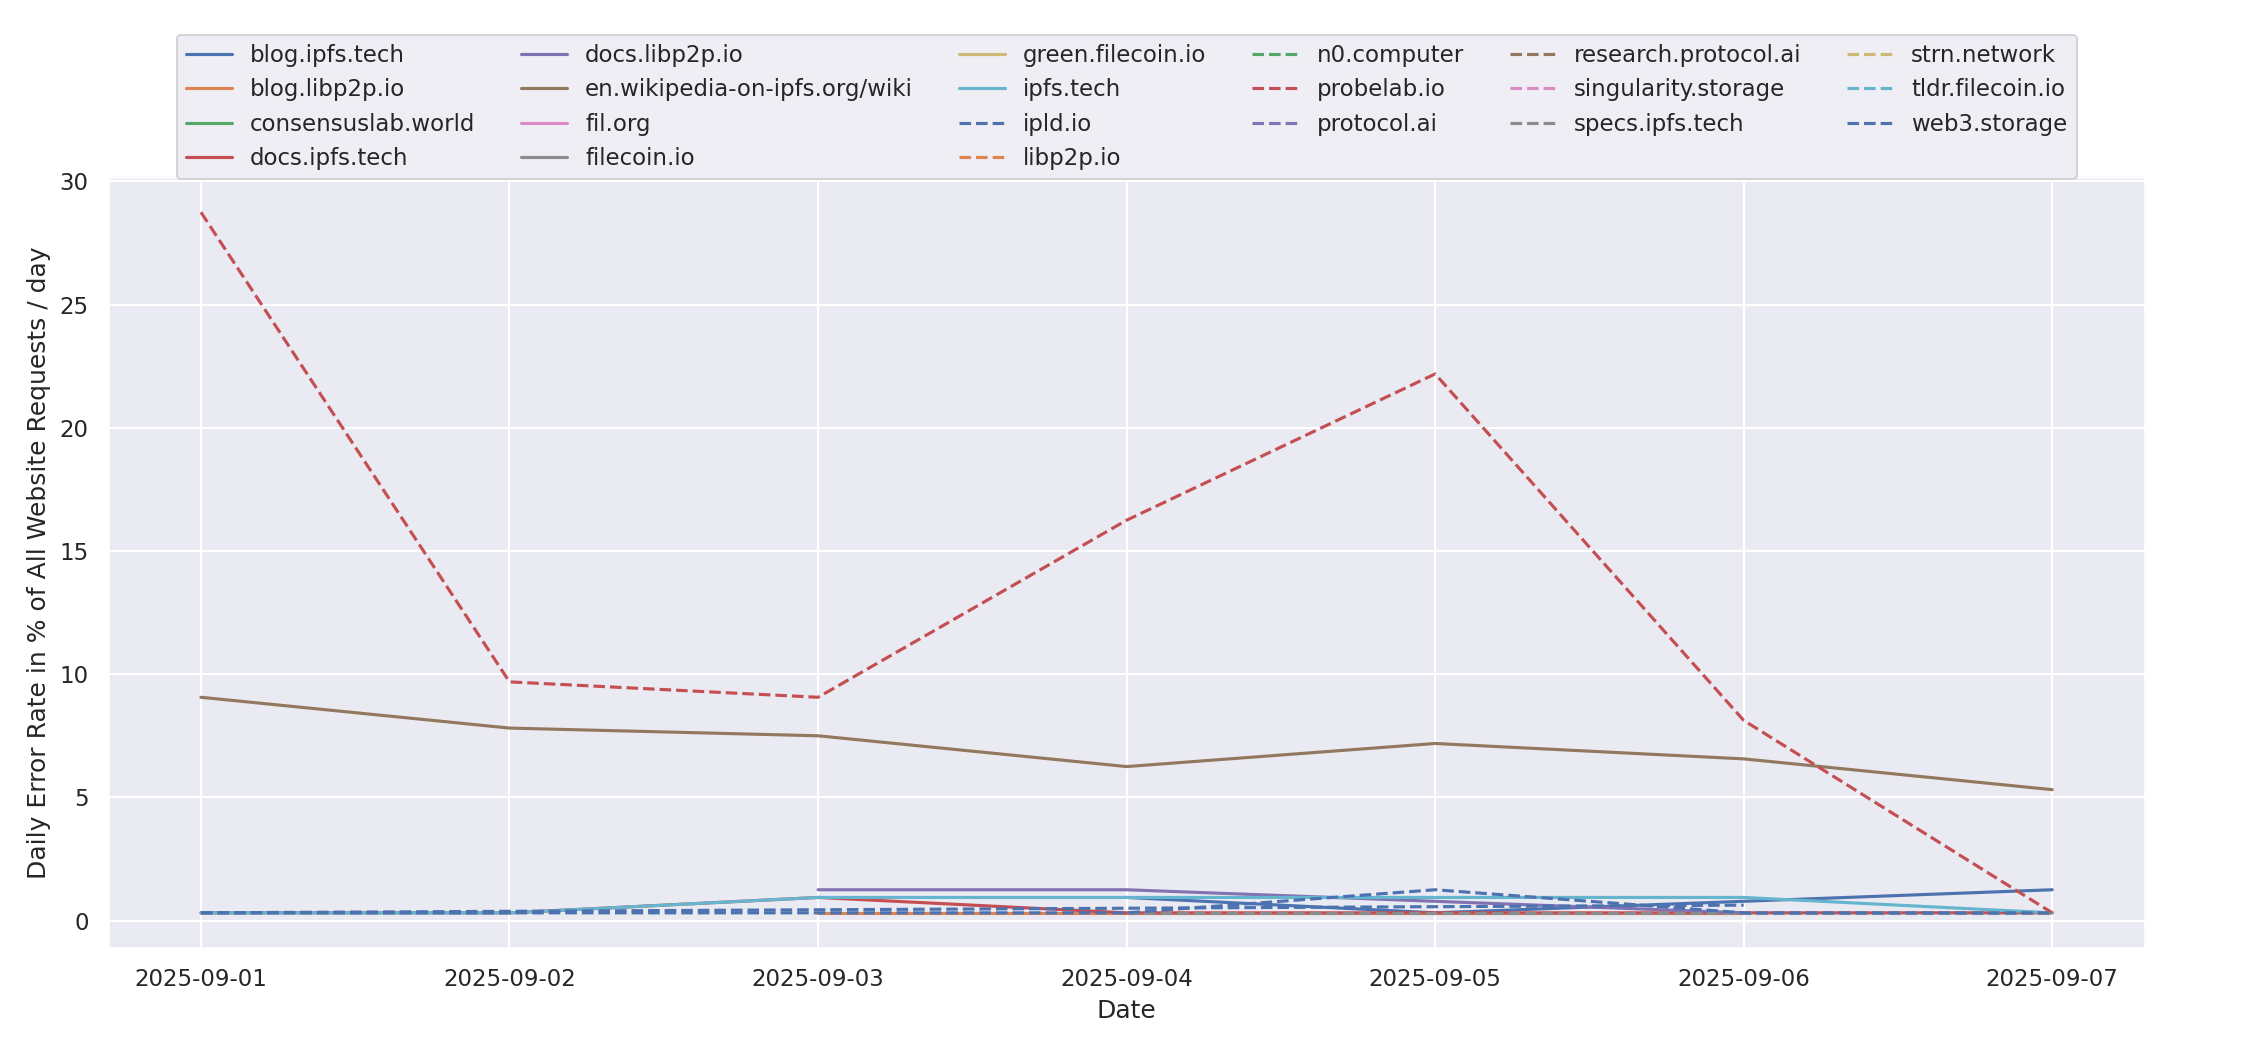 blog.ipfs.tech
blog.libp2p.io
consensuslab.world
docs.ipfs.tech
docs.libp2p.io
en.wikipedia-on-ipfs.org/wiki
fil.org
filecoin.io
green.filecoin.io
ipfs.tech
ipld.io
libp2p.io
n0.computer
probelab.io
protocol.ai
research.protocol.ai
singularity.storage
specs.ipfs.tech
strn.network
tldr.filecoin.io
web3.storage
Daily Error Rate in % of All Website Requests / day
30
25
20
15
10
5
0
2025-09-01
2025-09-02
2025-09-03
2025-09-04
2025-09-05
2025-09-06
2025-09-07
Date